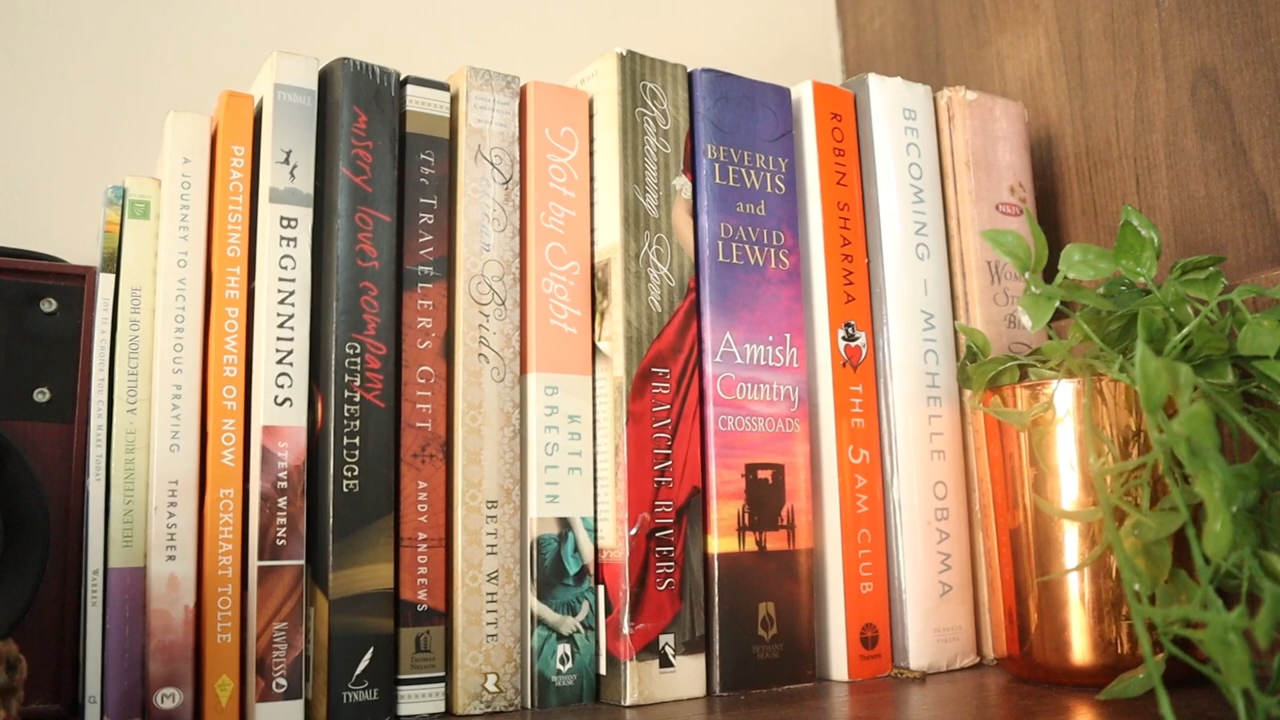 JOY IS A CHOICE YOU CAN MAKE TODAY
WARREN
HELEN STEINER RICE • A COLLECTION OF HOPE
A JOURNEY TO VICTORIOUS PRAYING
THRASHER
M
PRACTISING THE POWER OF NOW
ECKHART TOLLE
TYNDALE
BEGINNINGS
STEVE WIENS
NAVPRESS
misery loves company
GUTTERIDGE
TYNDALE
The TRAVELER'S GIFT
ANDY ANDREWS
THOMAS NELSON
The Pelican Bride
BETH WHITE
R
Not by Sight
KATE
BRESLIN
BETHANY
HOUSE
Redeeming Love
FRANCINE RIVERS
BEVERLY
LEWIS
and
DAVID
LEWIS
Amish
Country
CROSSROADS
BETHANY
HOUSE
ROBIN SHARMA
THE 5 AM CLUB
Thorsons
BECOMING – MICHELLE OBAMA
VIKING
NKJV